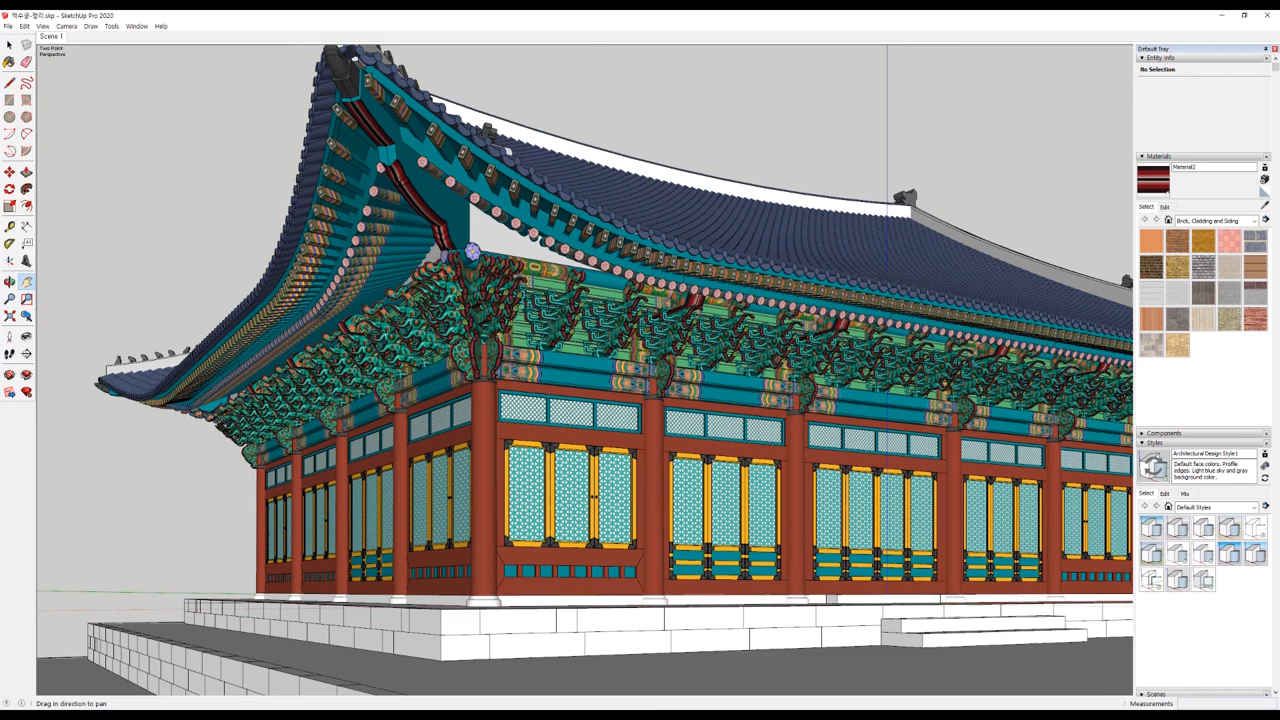 덕수궁-정리.skp - SketchUp Pro 2020
File Edit View Camera Draw Tools Window Help
Scene 1
Two Point
Perspective
Default Tray
Entity Info
No Selection
Materials
Material2
Select Edit
Brick, Cladding and Siding
Components
Styles
Architectural Design Style1
Default face colors. Profile
edges. Light blue sky and gray
background color.
Select Edit Mix
Default Styles
Scenes
Drag in direction to pan
Measurements